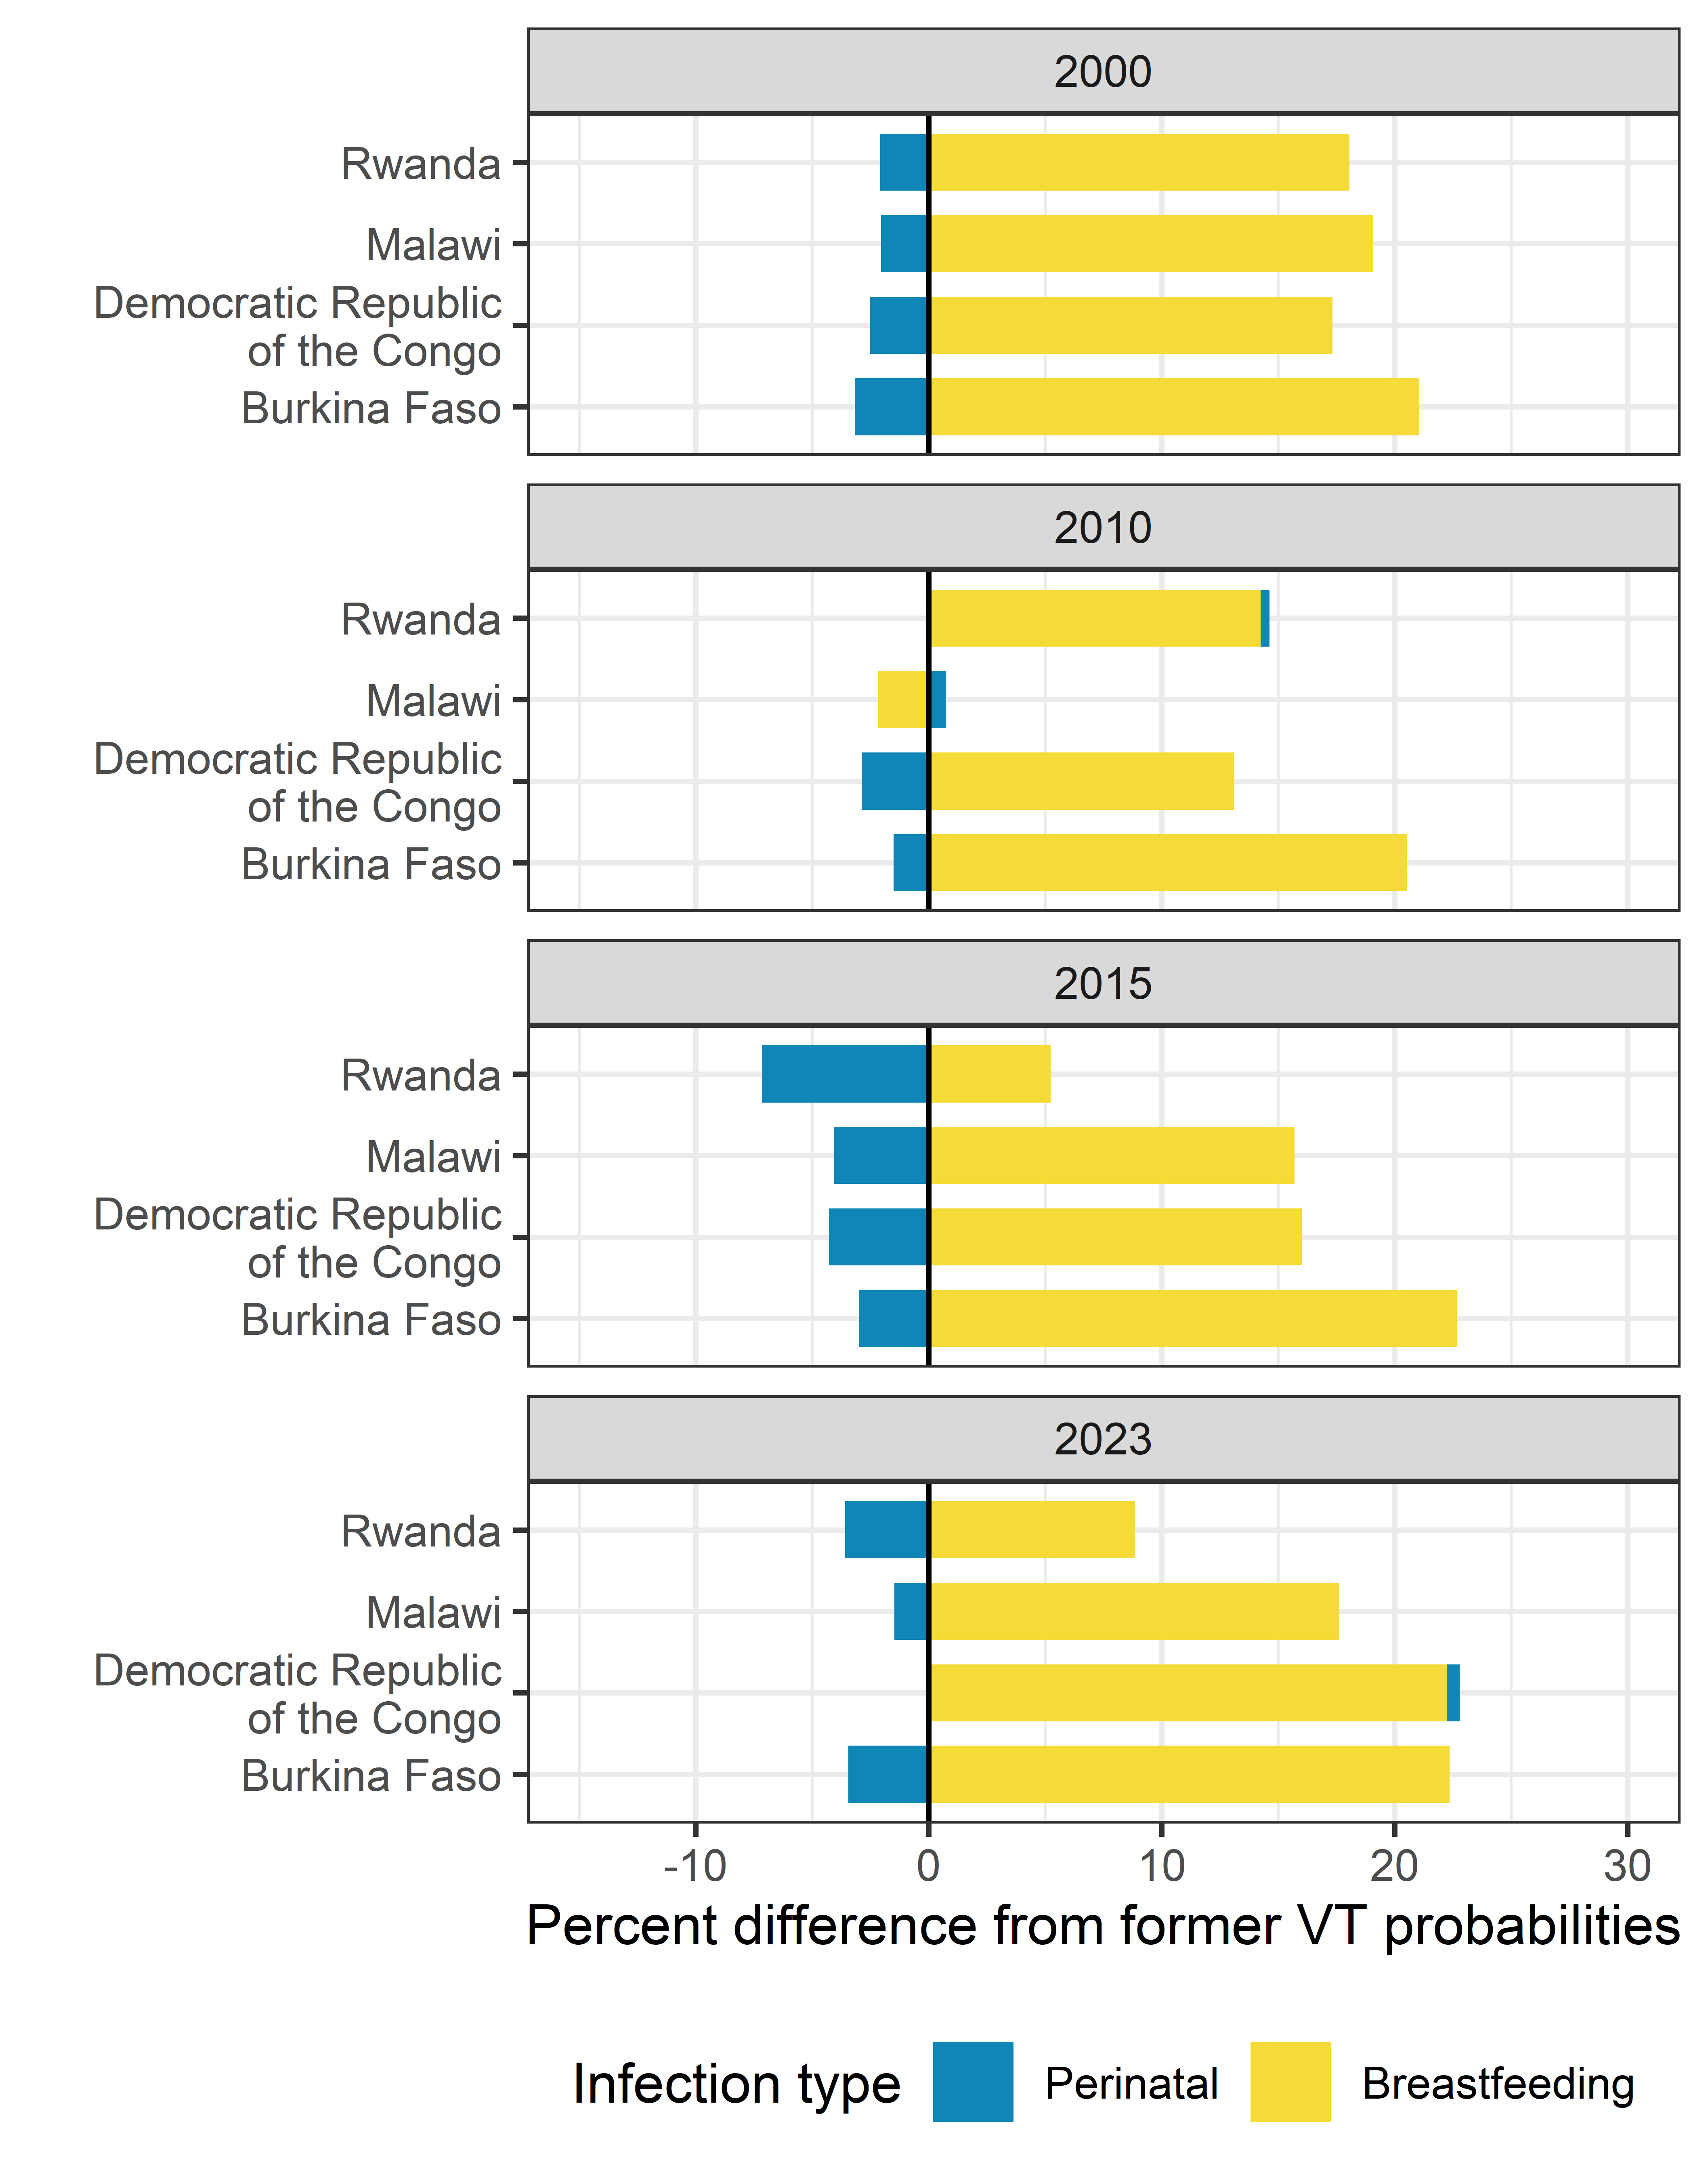 2000
Rwanda
Malawi
Democratic Republic
of the Congo
Burkina Faso
2010
Rwanda
Malawi
Democratic Republic
of the Congo
Burkina Faso
2015
Rwanda
Malawi
Democratic Republic
of the Congo
Burkina Faso
2023
Rwanda
Malawi
Democratic Republic
of the Congo
Burkina Faso
-10 0 10 20 30
Percent difference from former VT probabilities
Infection type Perinatal Breastfeeding